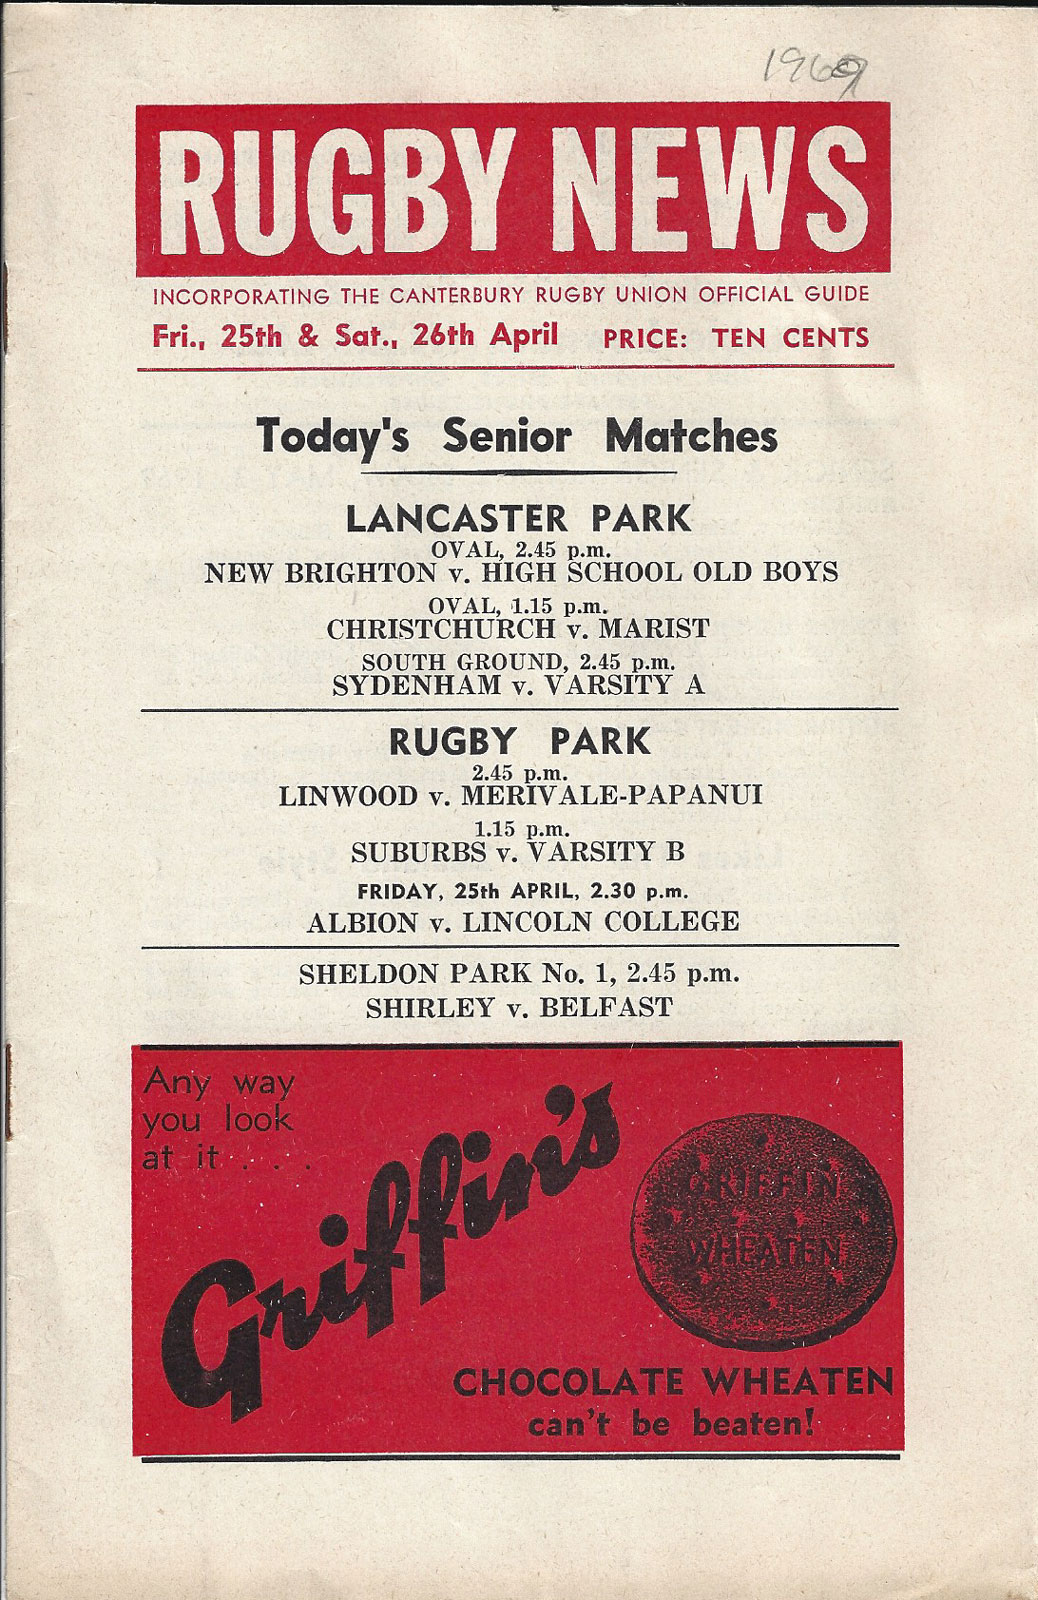 1969
RUGBY NEWS
INCORPORATING THE CANTERBURY RUGBY UNION OFFICIAL GUIDE
Fri., 25th & Sat., 26th April PRICE: TEN CENTS
Today's Senior Matches
LANCASTER PARK
OVAL, 2.45 p.m.
NEW BRIGHTON v. HIGH SCHOOL OLD BOYS
OVAL, 1.15 p.m.
CHRISTCHURCH v. MARIST
SOUTH GROUND, 2.45 p.m.
SYDENHAM v. VARSITY A
RUGBY PARK
2.45 p.m.
LINWOOD v. MERIVALE-PAPANUI
1.15 p.m.
SUBURBS v. VARSITY B
FRIDAY, 25th APRIL, 2.30 p.m.
ALBION v. LINCOLN COLLEGE
SHELDON PARK No. 1, 2.45 p.m.
SHIRLEY v. BELFAST
Any way
you look
at it . . .
Griffin's
GRIFFIN
WHEATEN
CHOCOLATE WHEATEN
can't be beaten!